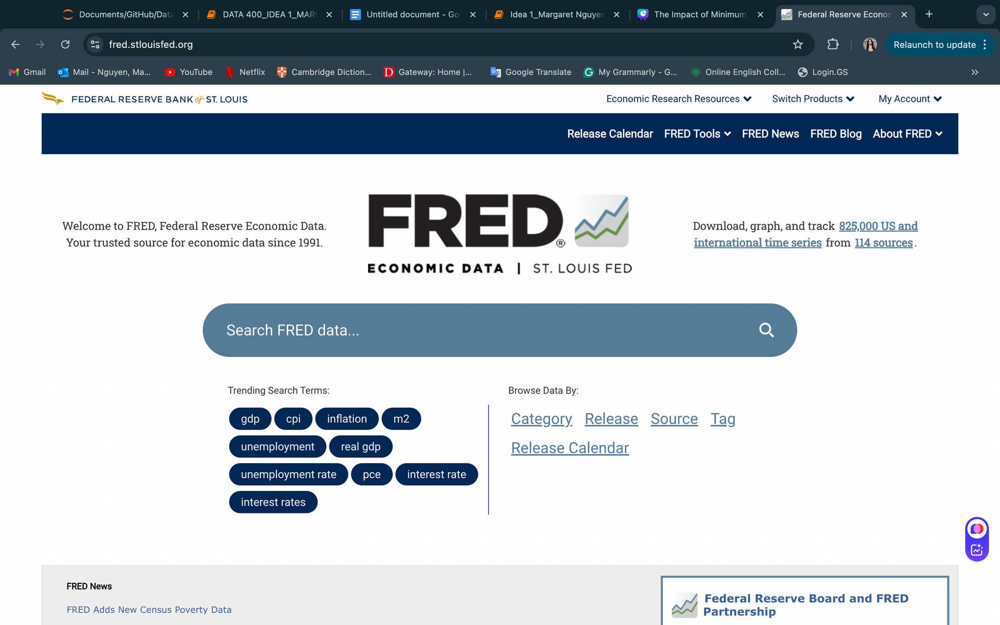 Documents/GitHub/Data
DATA 400_IDEA 1_MAR
Untitled document - Go
Idea 1_Margaret Nguyen
The Impact of Minimum
Federal Reserve Econom
fred.stlouisfed.org
Relaunch to update
Gmail
Mail - Nguyen, Ma...
YouTube
Netflix
Cambridge Diction...
Gateway: Home |...
Google Translate
My Grammarly - G...
Online English Coll...
Login.GS
FEDERAL RESERVE BANK of ST. LOUIS
Economic Research Resources
Switch Products
My Account
Release Calendar
FRED Tools
FRED News
FRED Blog
About FRED
Welcome to FRED, Federal Reserve Economic Data.
Your trusted source for economic data since 1991.
FRED®
ECONOMIC DATA | ST. LOUIS FED
Download, graph, and track 825,000 US and
international time series from 114 sources.
Search FRED data...
Trending Search Terms:
gdp
cpi
inflation
m2
unemployment
real gdp
unemployment rate
pce
interest rate
interest rates
Browse Data By:
Category
Release
Source
Tag
Release Calendar
FRED News
FRED Adds New Census Poverty Data
Federal Reserve Board and FRED
Partnership